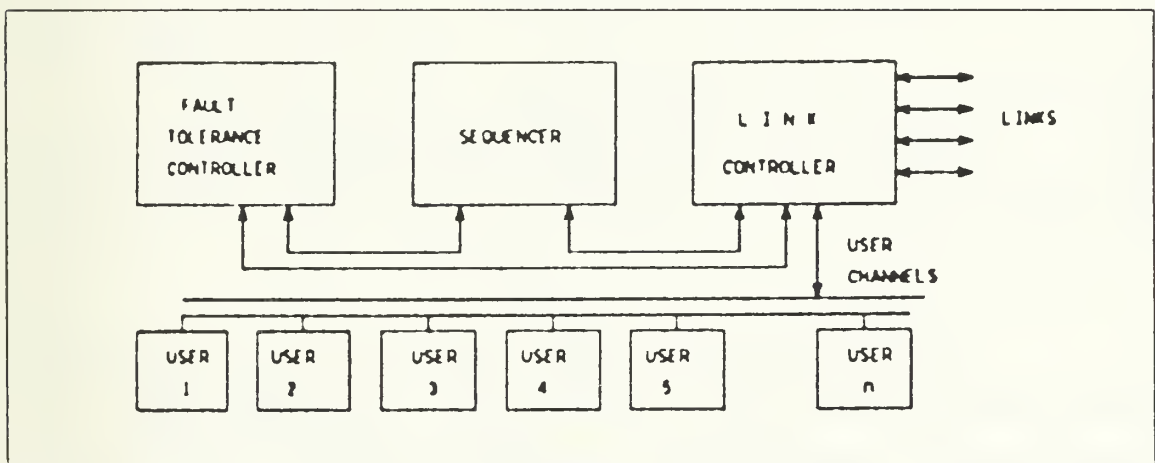 FAULT
TOLERANCE
CONTROLLER
SEQUENCER
LINK
CONTROLLER
LINKS
USER
CHANNELS
USER
1
USER
2
USER
3
USER
4
USER
5
USER
n